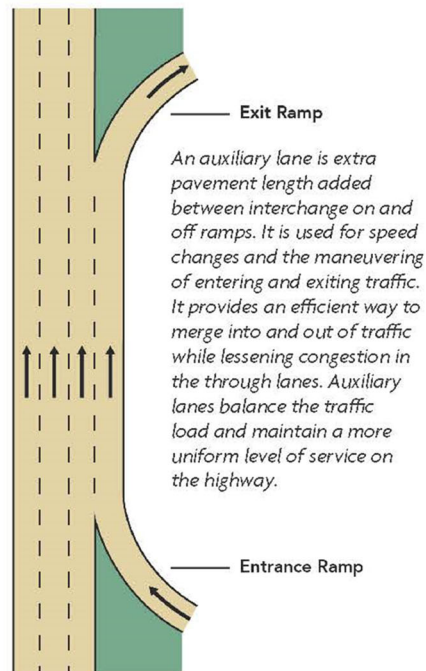 Exit Ramp
An auxiliary lane is extra
pavement length added
between interchange on and
off ramps. It is used for speed
changes and the maneuvering
of entering and exiting traffic.
It provides an efficient way to
merge into and out of traffic
while lessening congestion in
the through lanes. Auxiliary
lanes balance the traffic
load and maintain a more
uniform level of service on
the highway.
Entrance Ramp